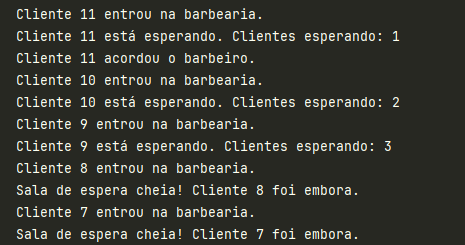 Cliente 11 entrou na barbearia.
Cliente 11 está esperando. Clientes esperando: 1
Cliente 11 acordou o barbeiro.
Cliente 10 entrou na barbearia.
Cliente 10 está esperando. Clientes esperando: 2
Cliente 9 entrou na barbearia.
Cliente 9 está esperando. Clientes esperando: 3
Cliente 8 entrou na barbearia.
Sala de espera cheia! Cliente 8 foi embora.
Cliente 7 entrou na barbearia.
Sala de espera cheia! Cliente 7 foi embora.